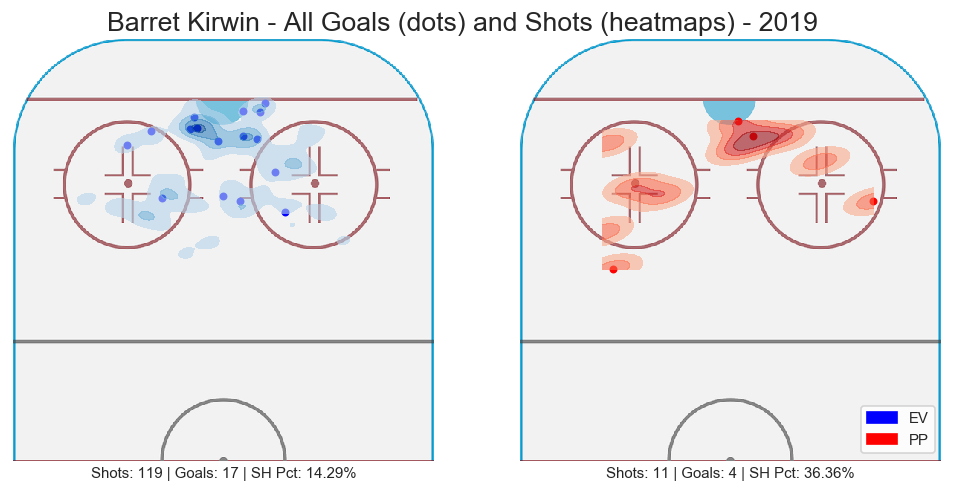 Barret Kirwin - All Goals (dots) and Shots (heatmaps) - 2019
EV
PP
Shots: 119 | Goals: 17 | SH Pct: 14.29%
Shots: 11 | Goals: 4 | SH Pct: 36.36%